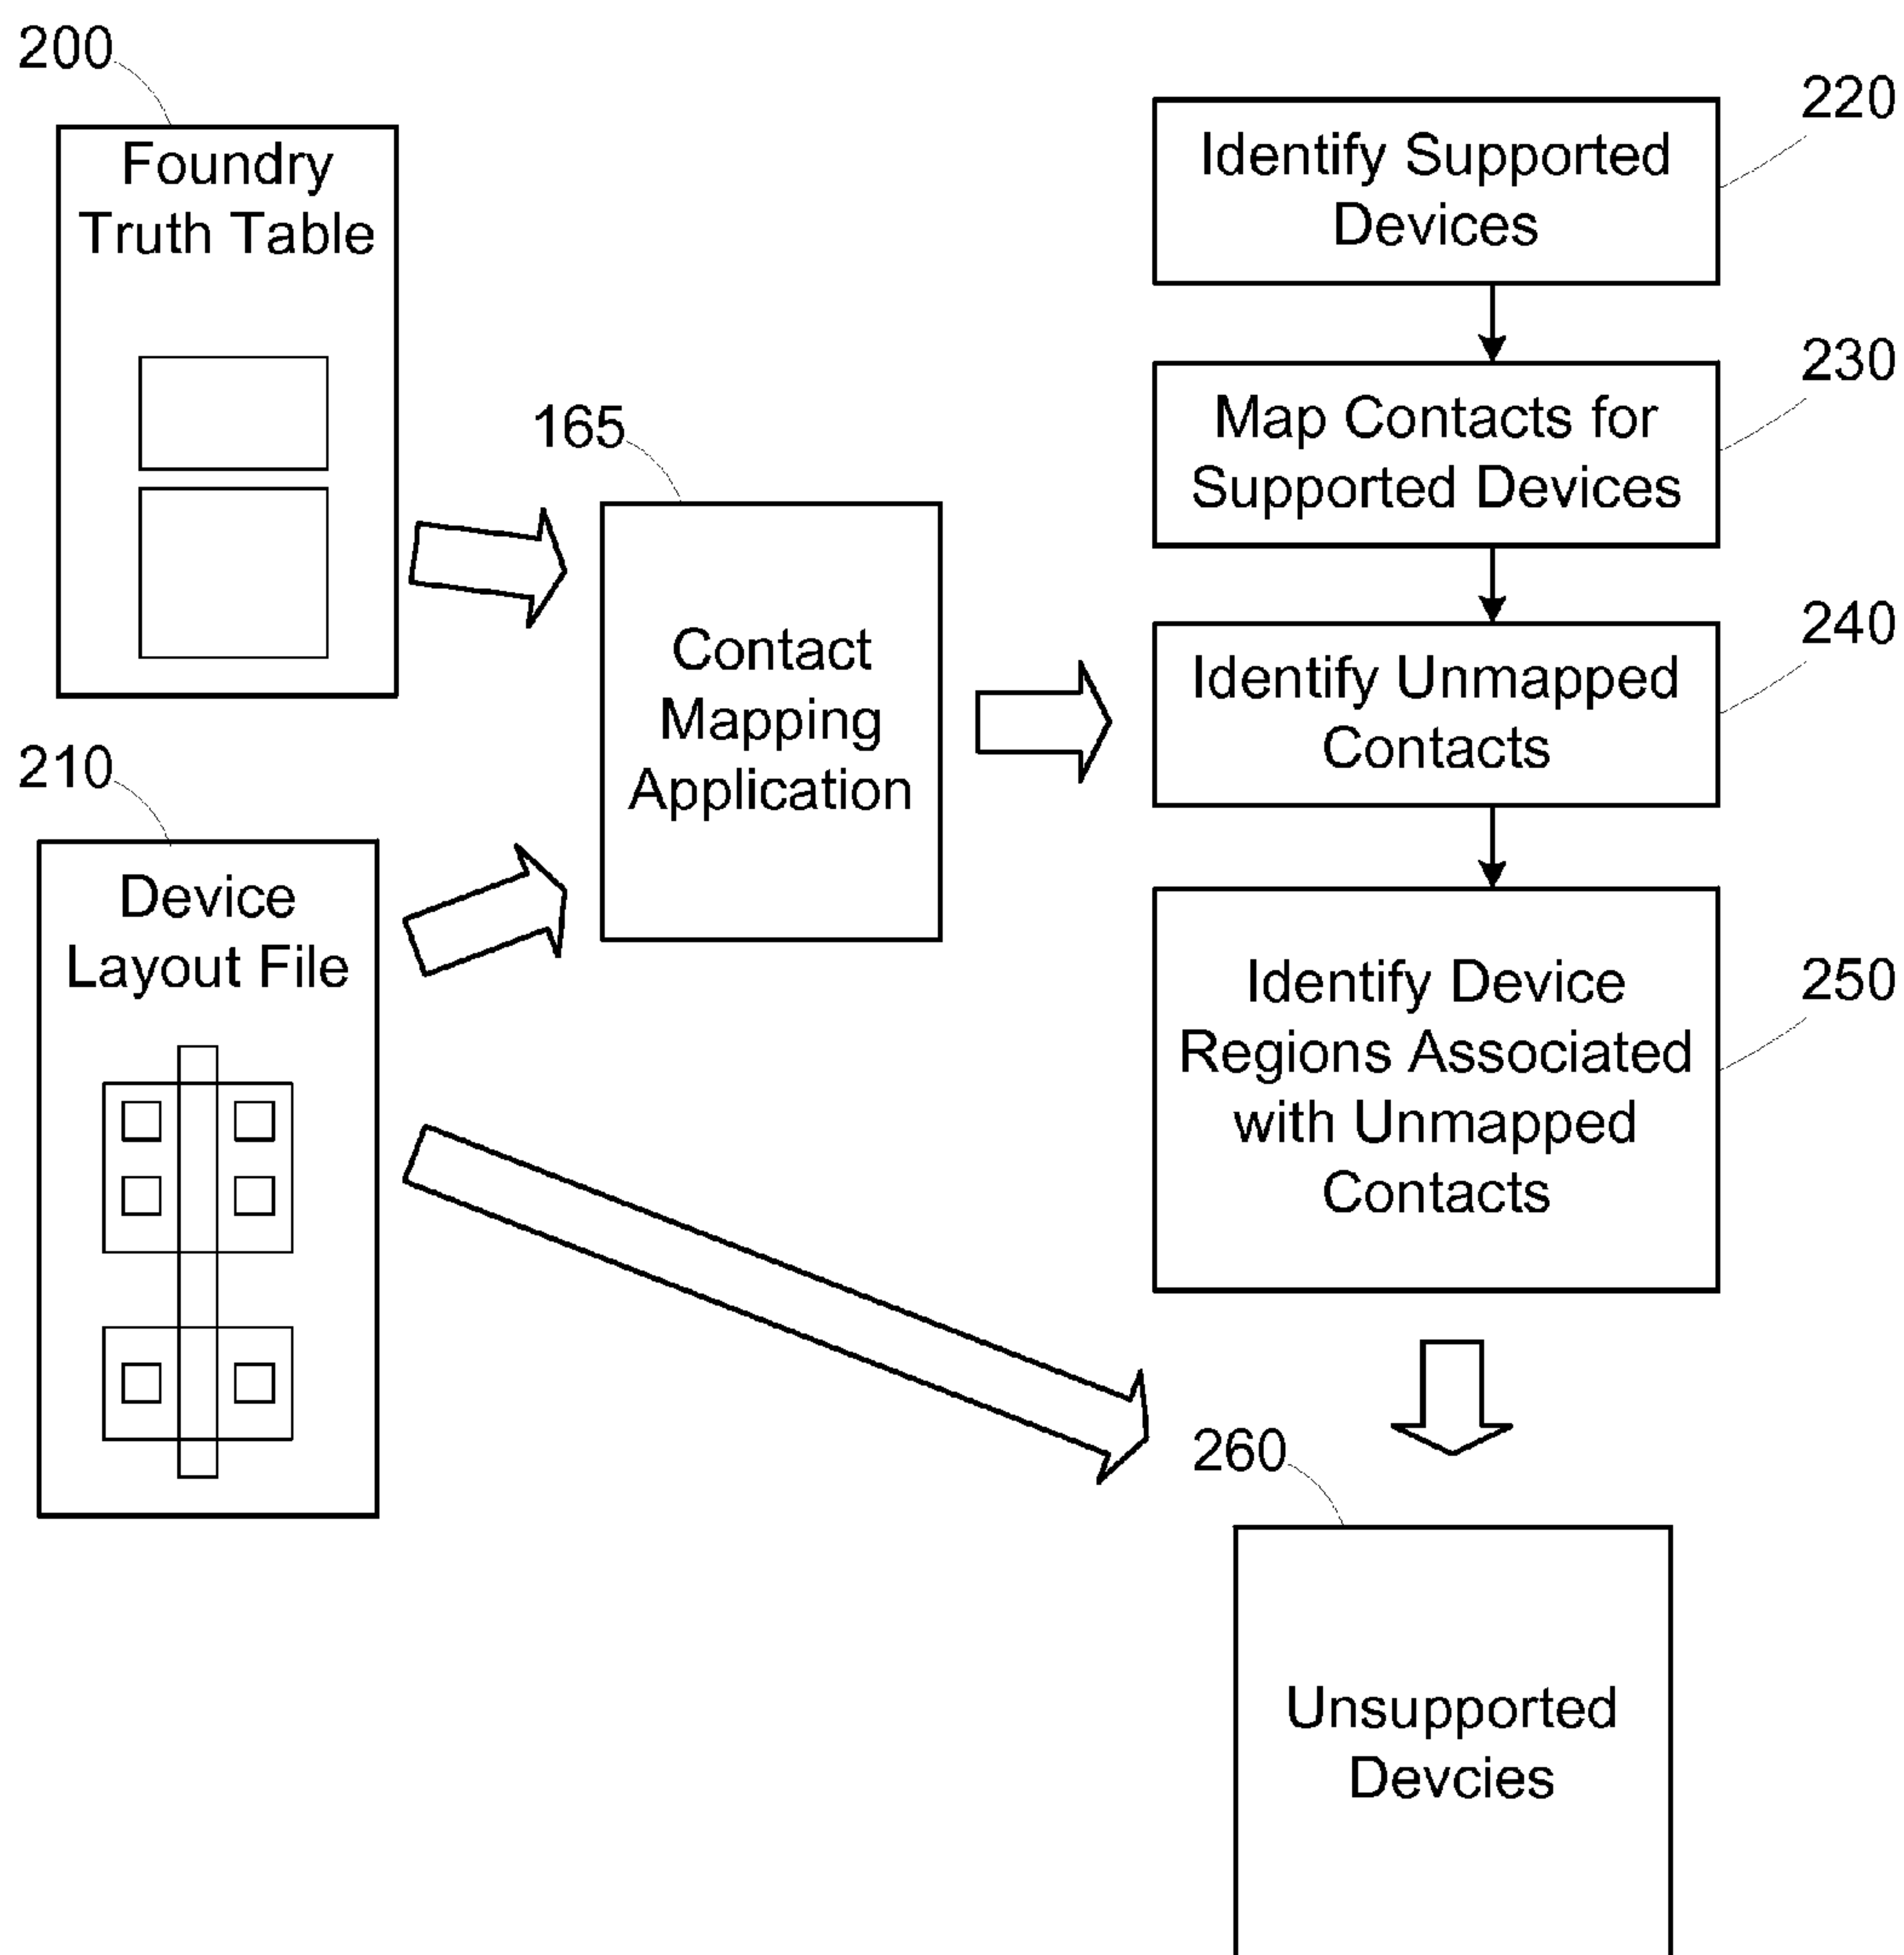 200
Foundry
Truth Table
210
Device
Layout File
165
Contact
Mapping
Application
220
Identify Supported
Devices
230
Map Contacts for
Supported Devices
240
Identify Unmapped
Contacts
250
Identify Device
Regions Associated
with Unmapped
Contacts
260
Unsupported
Devcies